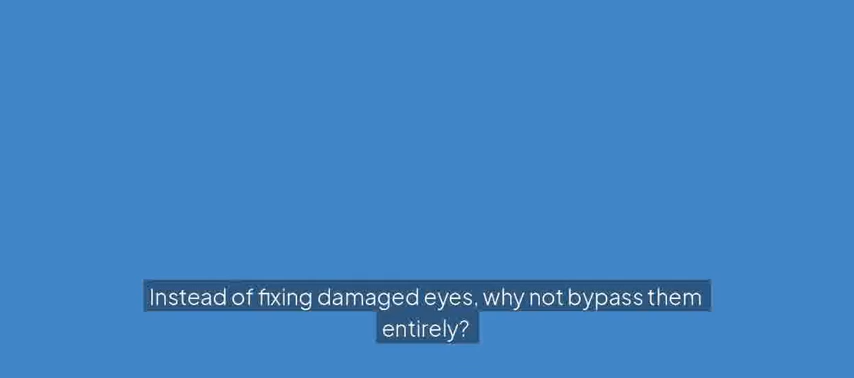 Instead of fixing damaged eyes, why not bypass them
entirely?